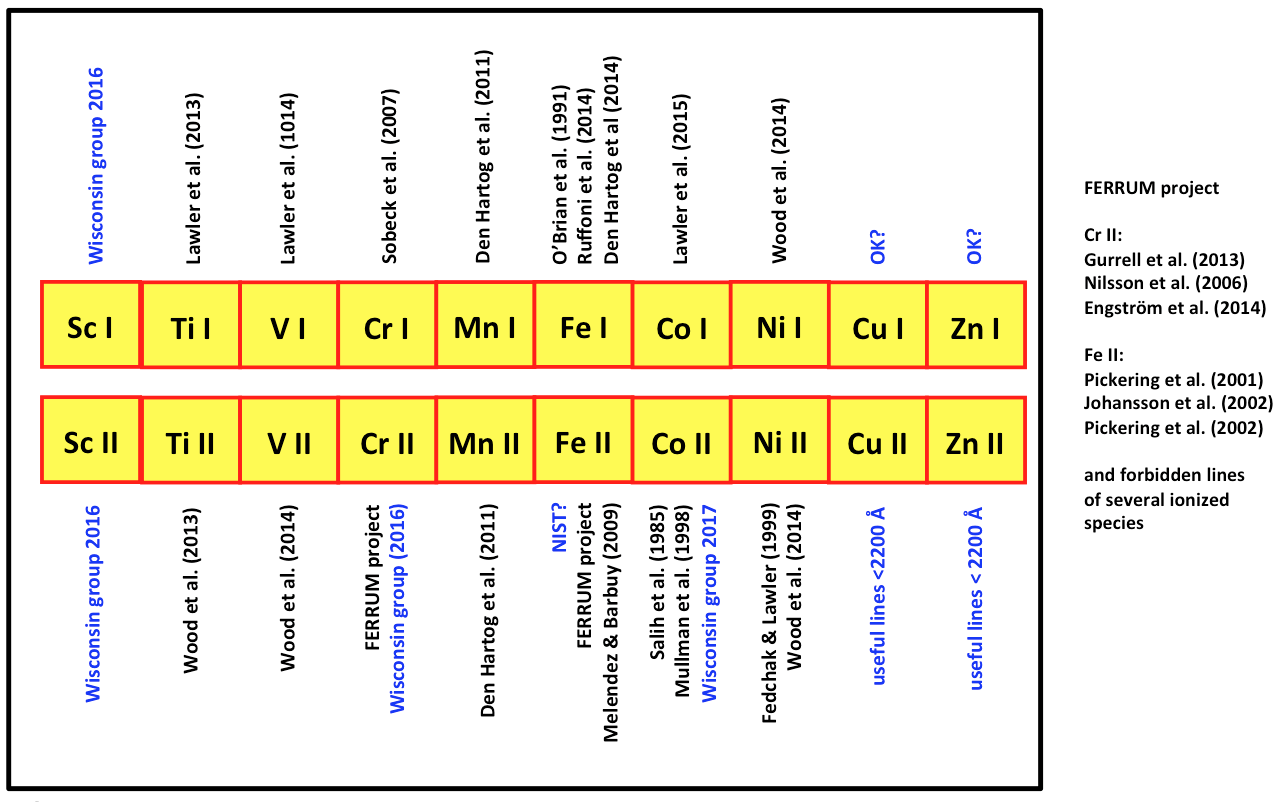 Wisconsin group 2016
Lawler et al. (2013)
Lawler et al. (1014)
Sobeck et al. (2007)
Den Hartog et al. (2011)
O’Brian et al. (1991)
Ruffoni et al. (2014)
Den Hartog et al (2014)
Lawler et al. (2015)
Wood et al. (2014)
OK?
OK?
Sc I
Ti I
V I
Cr I
Mn I
Fe I
Co I
Ni I
Cu I
Zn I
Sc II
Ti II
V II
Cr II
Mn II
Fe II
Co II
Ni II
Cu II
Zn II
Wisconsin group 2016
Wood et al. (2013)
Wood et al. (2014)
FERRUM project
Wisconsin group (2016)
Den Hartog et al. (2011)
NIST?
FERRUM project
Melendez & Barbuy (2009)
Salih et al. (1985)
Mullman et al. (1998)
Wisconsin group 2017
Fedchak & Lawler (1999)
Wood et al. (2014)
useful lines <2200 Å
useful lines < 2200 Å
FERRUM project
Cr II:
Gurrell et al. (2013)
Nilsson et al. (2006)
Engström et al. (2014)
Fe II:
Pickering et al. (2001)
Johansson et al. (2002)
Pickering et al. (2002)
and forbidden lines
of several ionized
species